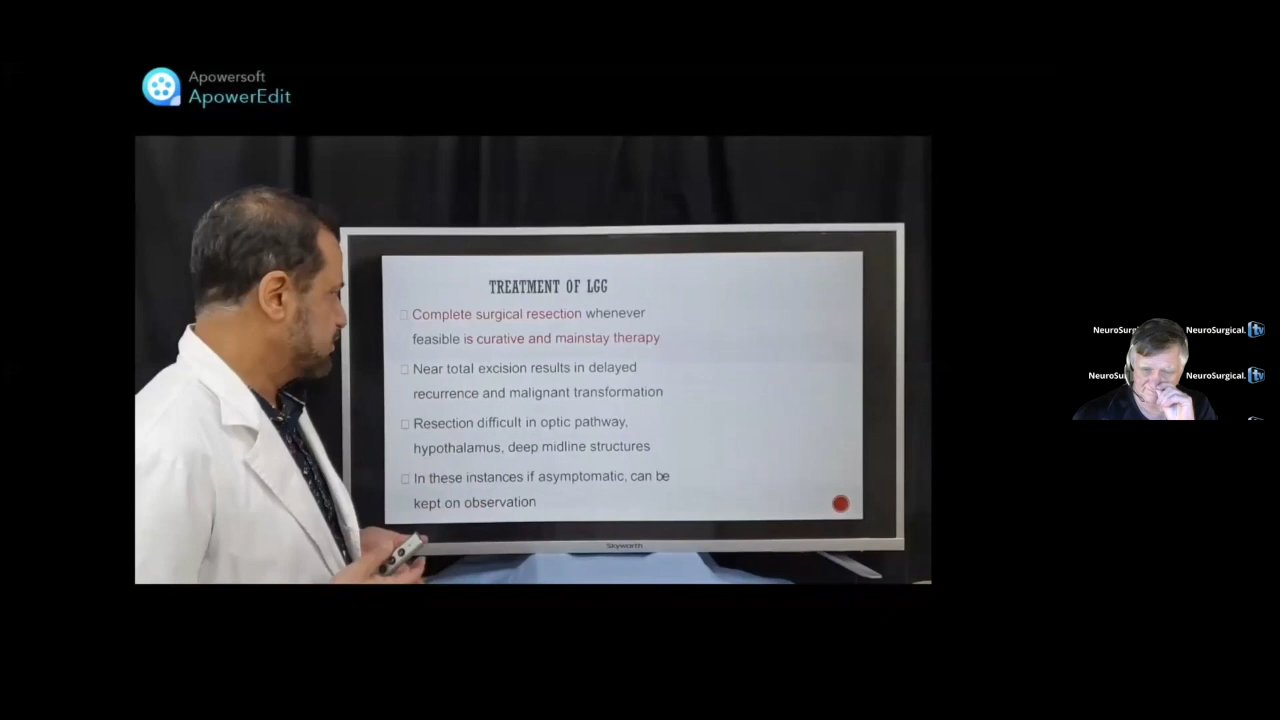 Apowersoft
ApowerEdit
TREATMENT OF LGG
Complete surgical resection whenever
feasible is curative and mainstay therapy
Near total excision results in delayed
recurrence and malignant transformation
Resection difficult in optic pathway,
hypothalamus, deep midline structures
In these instances if asymptomatic, can be
kept on observation
Skyworth
NeuroSurgical.tv
NeuroSurgical.tv